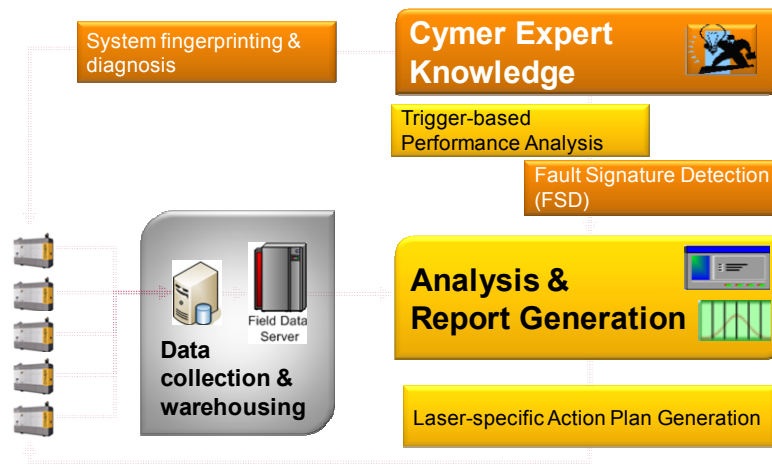 System fingerprinting &
diagnosis
Cymer Expert
Knowledge
Trigger-based
Performance Analysis
Fault Signature Detection
(FSD)
Field Data
Server
Data
collection &
warehousing
Analysis &
Report Generation
Laser-specific Action Plan Generation